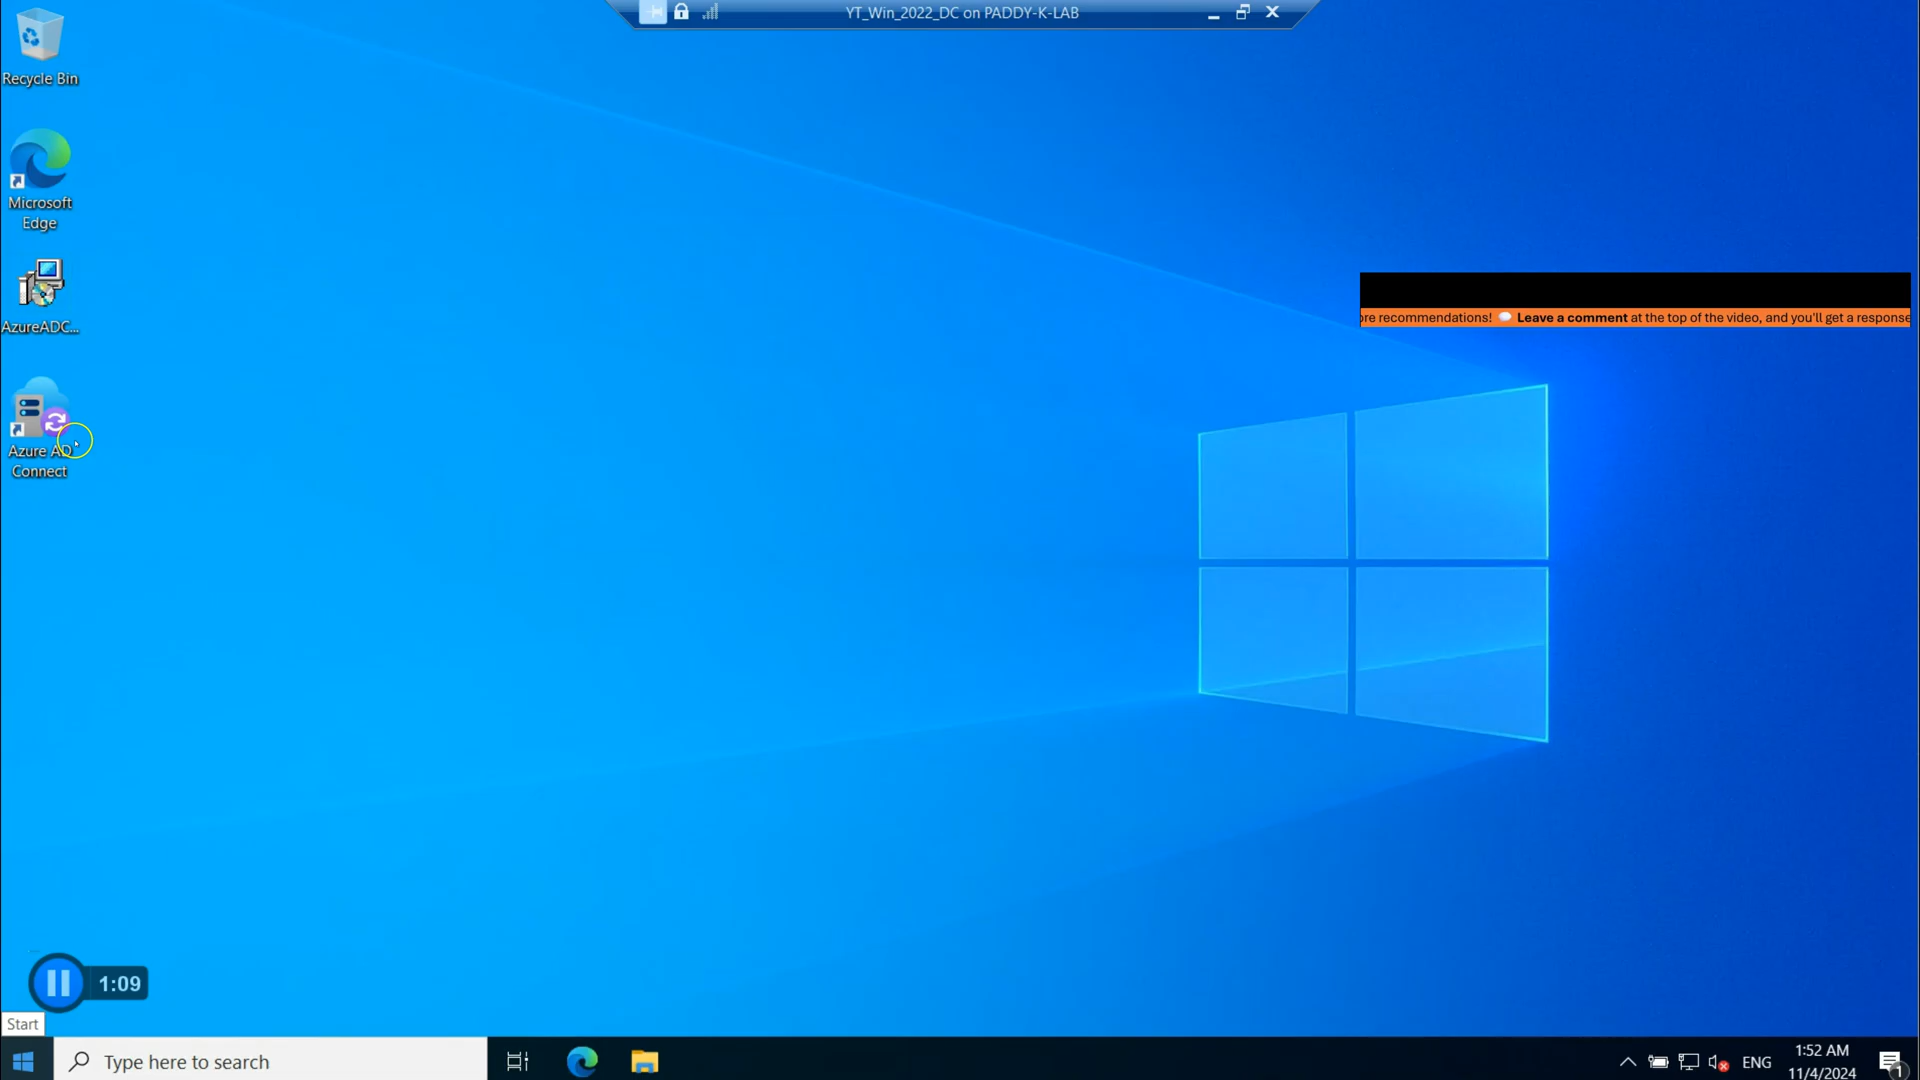 YT_Win_2022_DC on PADDY-K-LAB
Recycle Bin
Microsoft
Edge
AzureADC...
Azure AD
Connect
recommendations! Leave a comment at the top of the video, and you'll get a response
1:09
Start
Type here to search
ENG
1:52 AM
11/4/2024
1